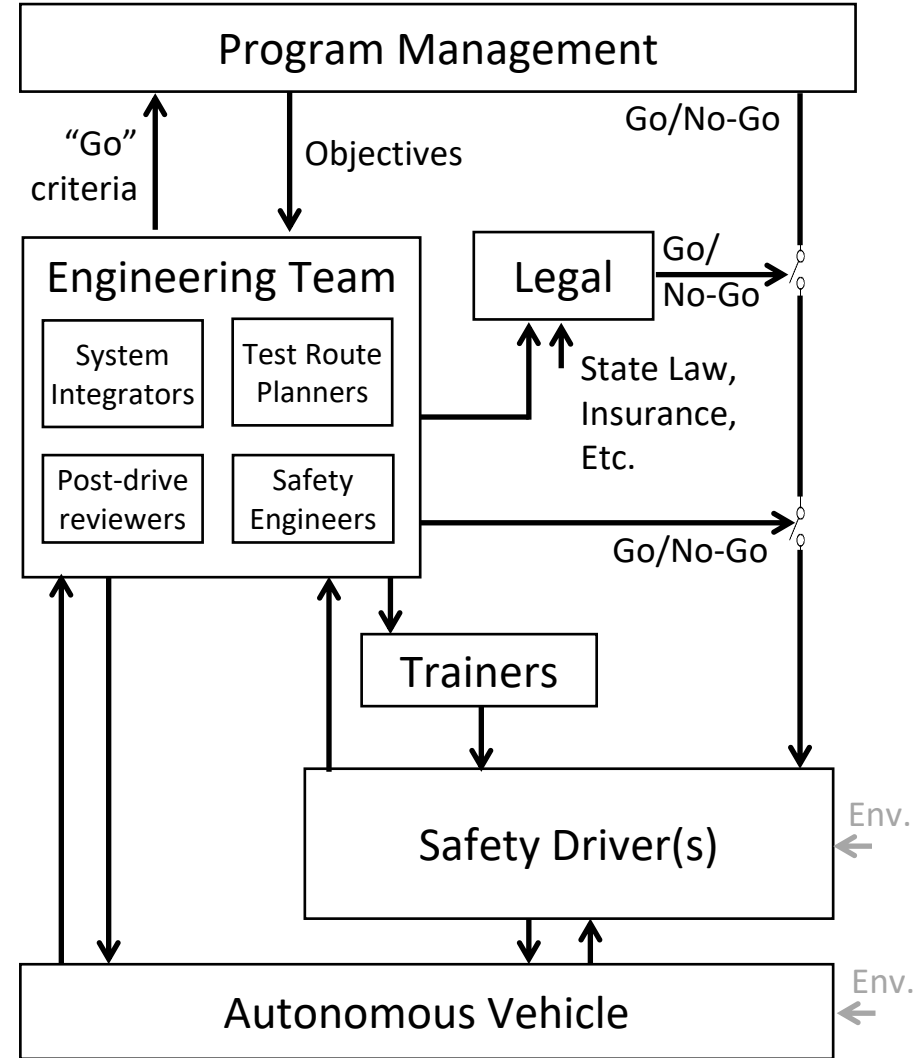 Program Management
“Go”
criteria
Objectives
Go/No-Go
Engineering Team
System
Integrators
Test Route
Planners
Post-drive
reviewers
Safety
Engineers
Legal
Go/
No-Go
State Law,
Insurance,
Etc.
Go/No-Go
Trainers
Safety Driver(s)
Env.
Autonomous Vehicle
Env.